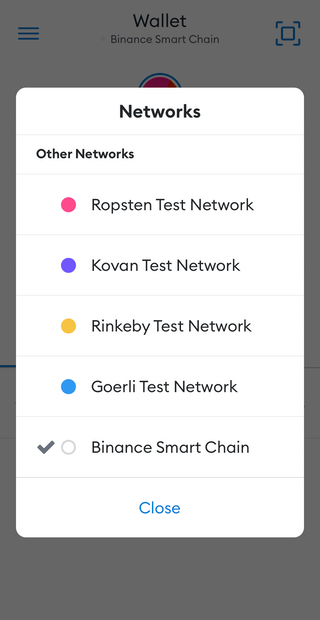 Wallet
Binance Smart Chain
Networks
Other Networks
Ropsten Test Network
Kovan Test Network
Rinkeby Test Network
Goerli Test Network
Binance Smart Chain
Close